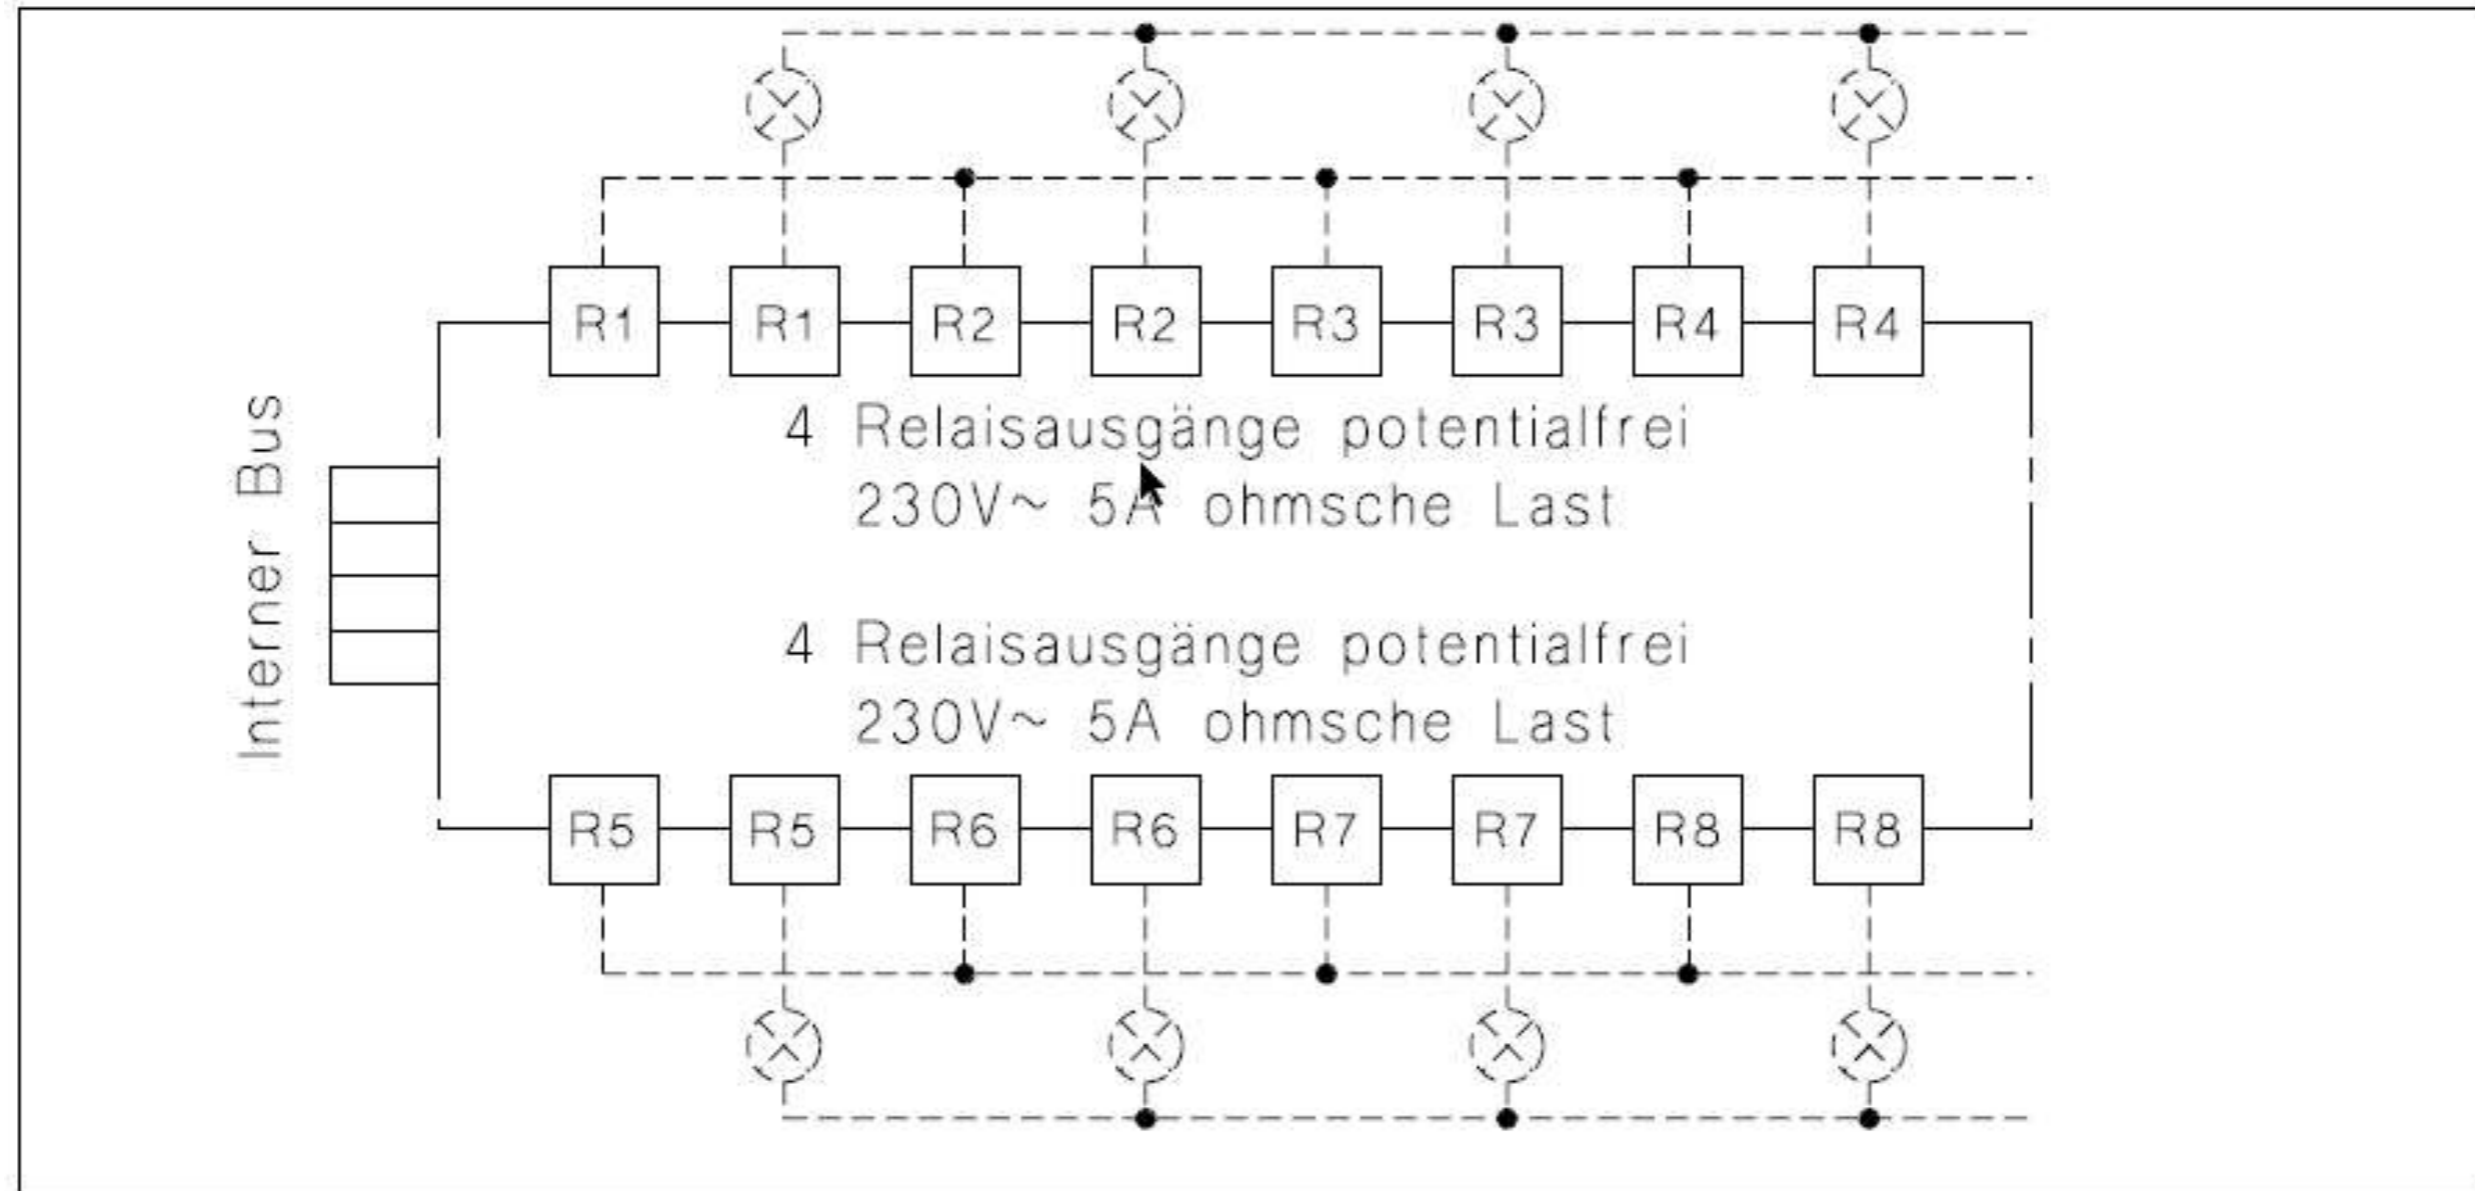 R1 R1 R2 R2 R3 R3 R4 R4
4 Relaisausgänge potentialfrei
230V~ 5A ohmsche Last
Interner Bus
4 Relaisausgänge potentialfrei
230V~ 5A ohmsche Last
R5 R5 R6 R6 R7 R7 R8 R8